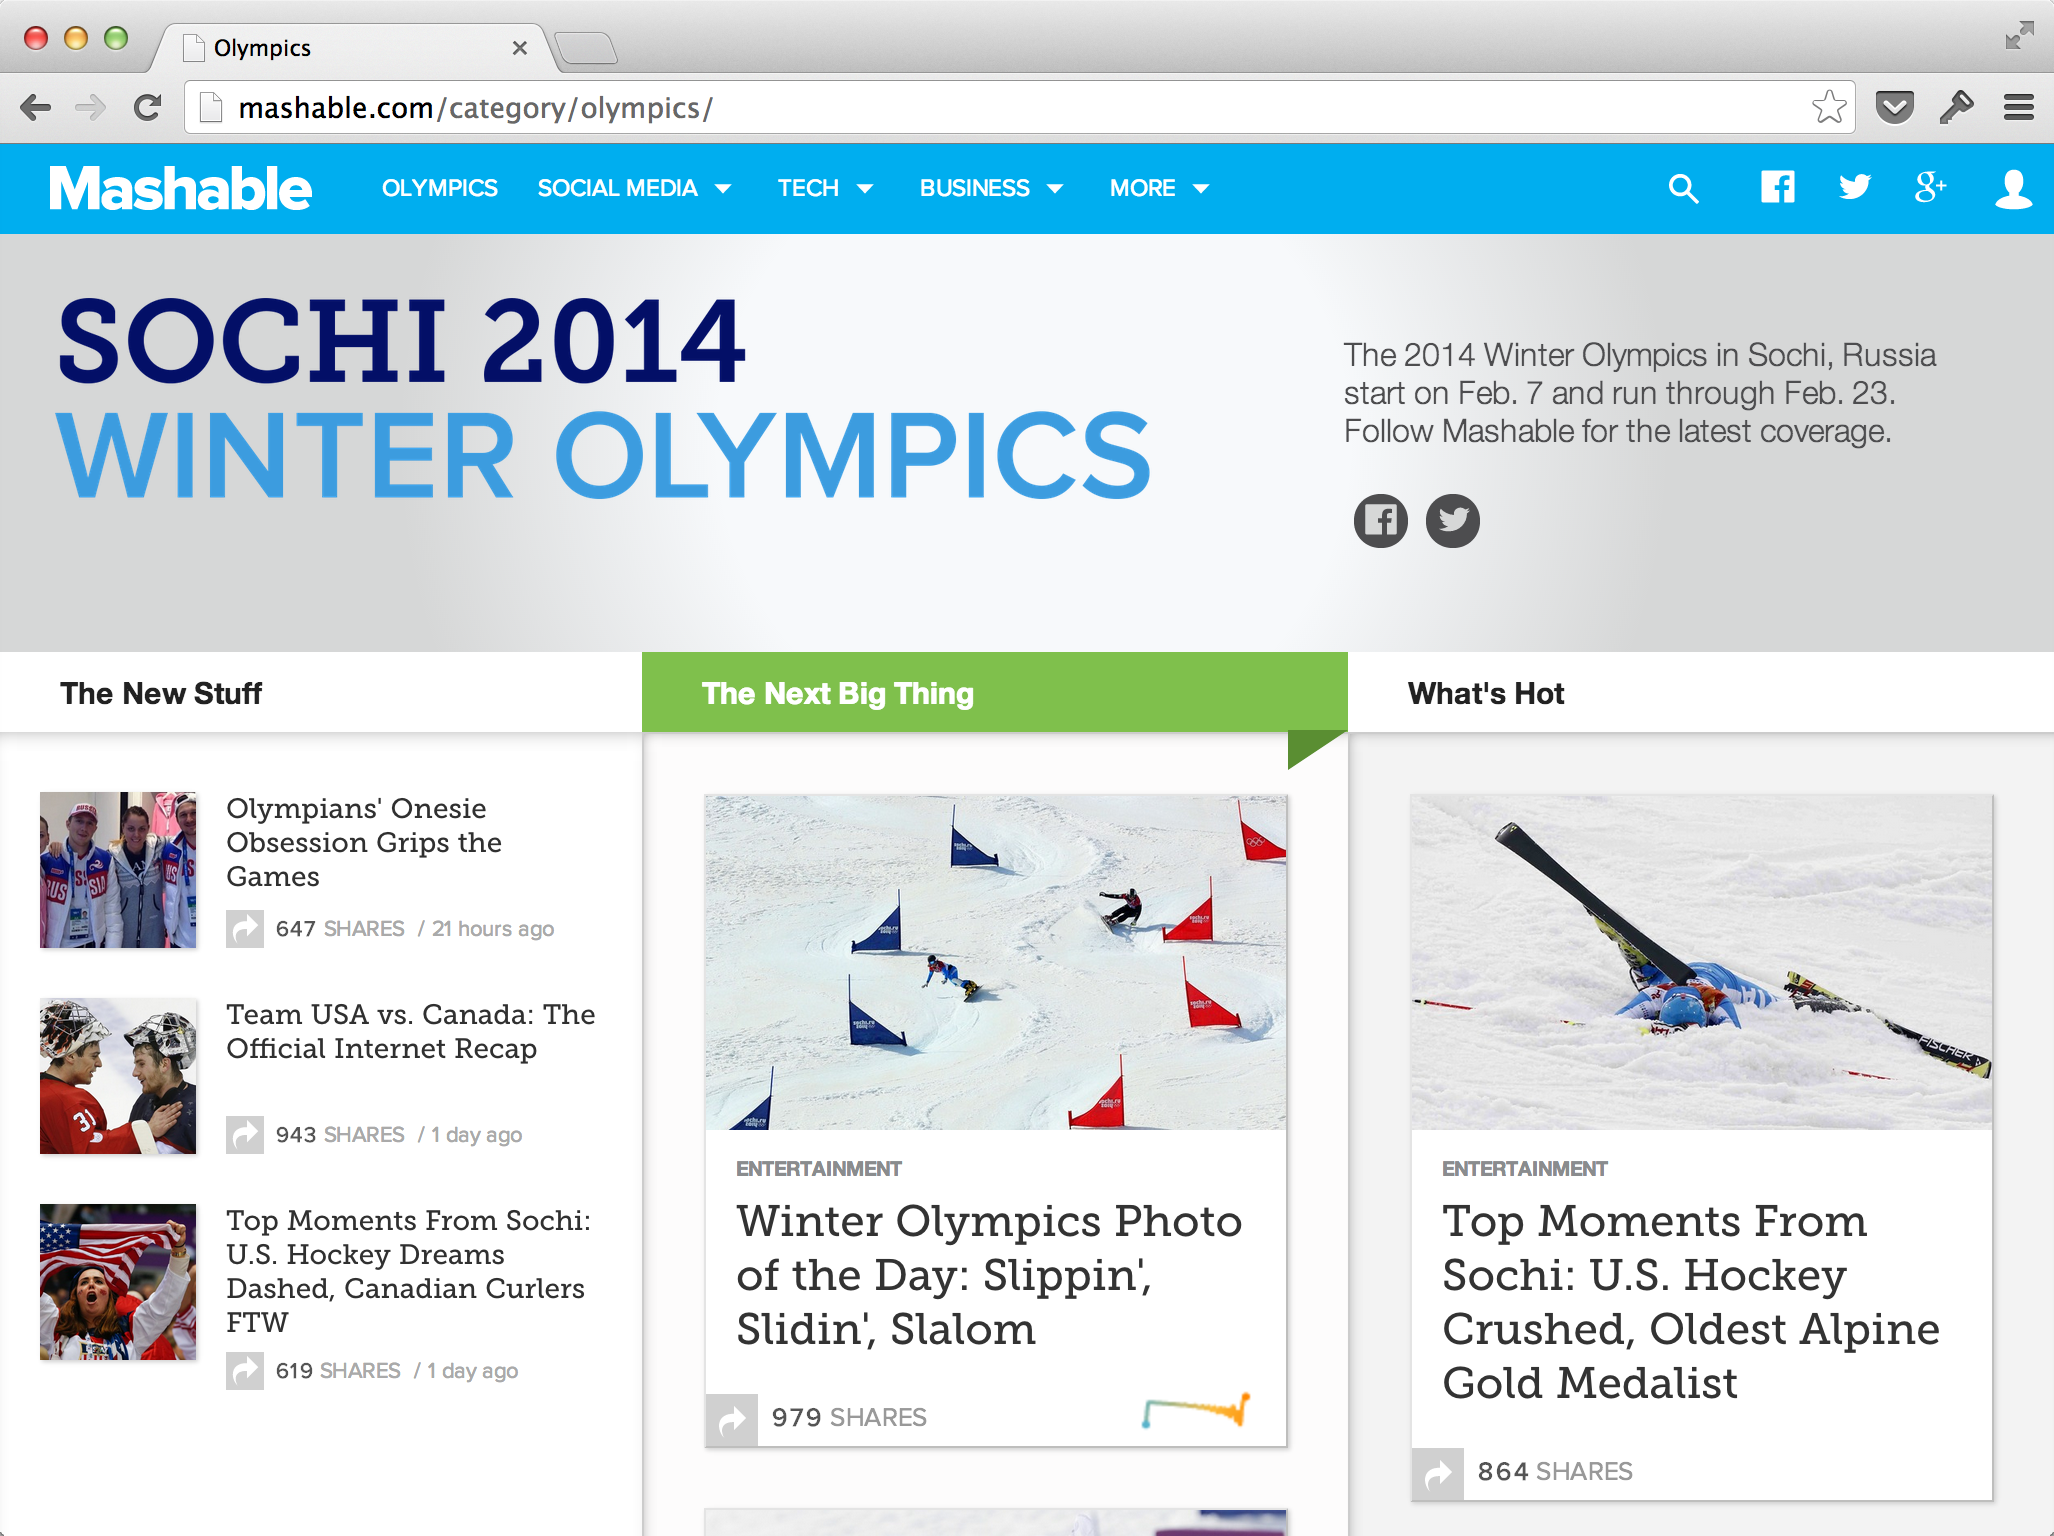 Olympics
mashable.com/category/olympics/
Mashable
OLYMPICS
SOCIAL MEDIA
TECH
BUSINESS
MORE
SOCHI 2014
WINTER OLYMPICS
The 2014 Winter Olympics in Sochi, Russia
start on Feb. 7 and run through Feb. 23.
Follow Mashable for the latest coverage.
The New Stuff
Olympians' Onesie
Obsession Grips the
Games
647 SHARES / 21 hours ago
Team USA vs. Canada: The
Official Internet Recap
31
943 SHARES / 1 day ago
Top Moments From Sochi:
U.S. Hockey Dreams
Dashed, Canadian Curlers
FTW
619 SHARES / 1 day ago
The Next Big Thing
ENTERTAINMENT
Winter Olympics Photo
of the Day: Slippin',
Slidin', Slalom
979 SHARES
What's Hot
FISCHER
ENTERTAINMENT
Top Moments From
Sochi: U.S. Hockey
Crushed, Oldest Alpine
Gold Medalist
864 SHARES